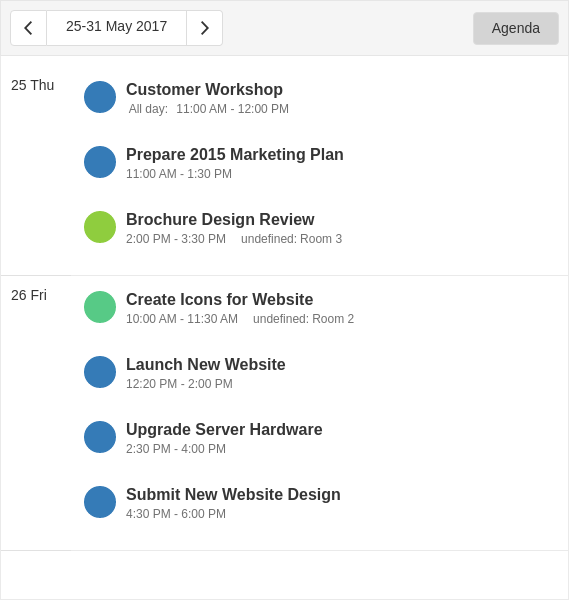 25-31 May 2017
Agenda
25 Thu
Customer Workshop
All day: 11:00 AM - 12:00 PM
Prepare 2015 Marketing Plan
11:00 AM - 1:30 PM
Brochure Design Review
2:00 PM - 3:30 PM undefined: Room 3
26 Fri
Create Icons for Website
10:00 AM - 11:30 AM undefined: Room 2
Launch New Website
12:20 PM - 2:00 PM
Upgrade Server Hardware
2:30 PM - 4:00 PM
Submit New Website Design
4:30 PM - 6:00 PM